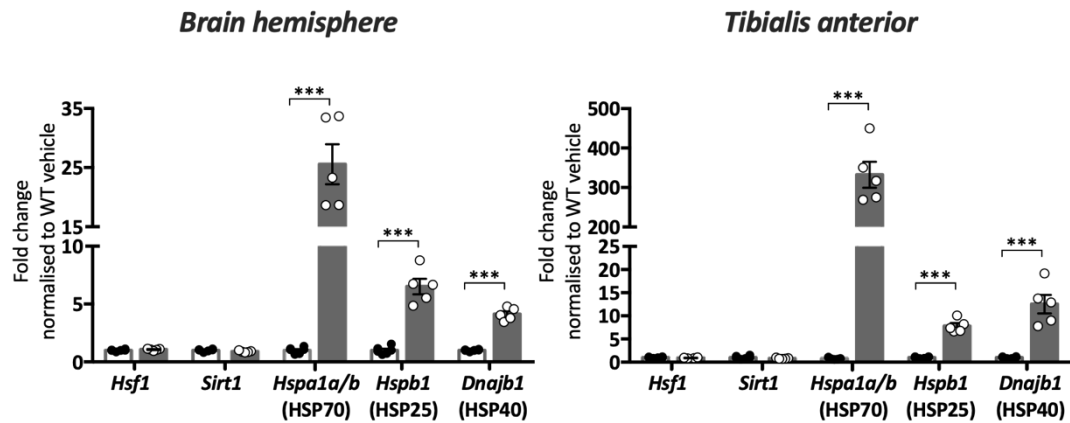 Brain hemisphere
Fold change
normalised to WT vehicle
35
25
15
10
5
0
***
***
***
Hsf1 Sirt1 Hspa1a/b Hspb1 Dnajb1
(HSP70) (HSP25) (HSP40)
Tibialis anterior
Fold change
normalised to WT vehicle
500
400
300
200
25
20
15
10
5
0
***
***
***
Hsf1 Sirt1 Hspa1a/b Hspb1 Dnajb1
(HSP70) (HSP25) (HSP40)